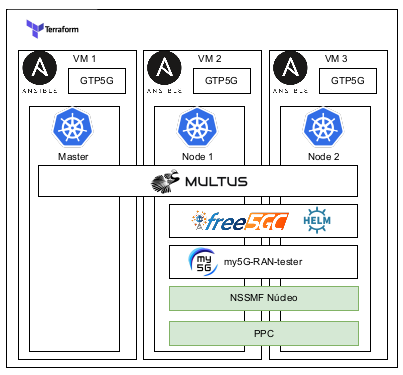 Terraform
VM 1
VM 2
VM 3
ANSIBLE
GTP5G
ANSIBLE
GTP5G
ANSIBLE
GTP5G
Master
Node 1
Node 2
MULTUS
free5GC
HELM
my
5G
my5G-RAN-tester
NSSMF Núdeo
PPC